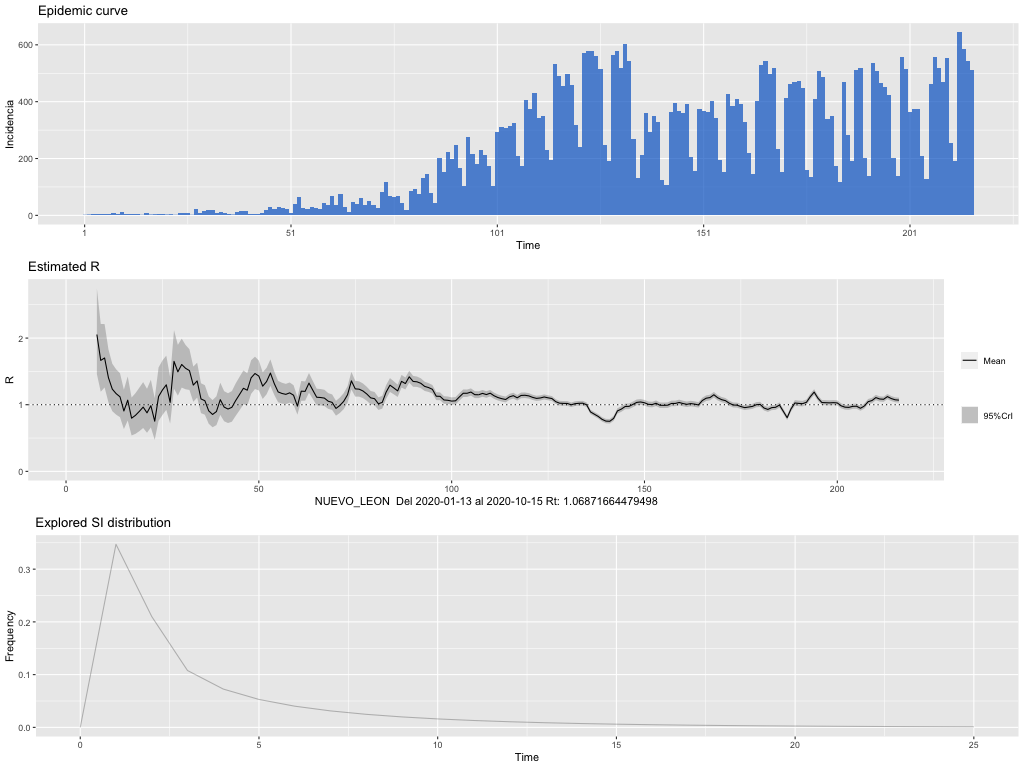 Epidemic curve
600
400
200
0
Incidencia
1 51 101 151 201
Time
Estimated R
2
1
0
R
0 50 100 150 200
NUEVO_LEON Del 2020-01-13 al 2020-10-15 Rt: 1.06871664479498
Mean
95%CrI
Explored SI distribution
0.3
0.2
0.1
0.0
Frequency
0 5 10 15 20 25
Time